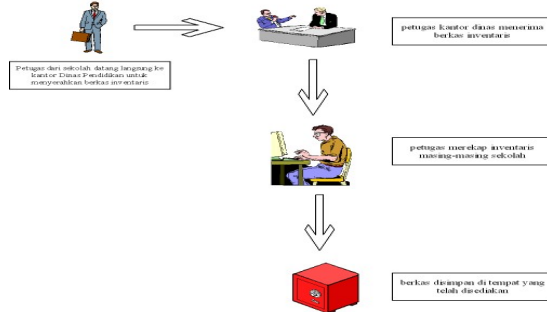 petugas kantor dinas menerima
berkas inventaris
Petugas dari sekolah datang langsung ke
kantor Dinas Pendidikan untuk
menyerahkan berkas inventaris
petugas merekap inventaris
masing-masing sekolah
berkas disimpan di tempat yang
telah disediakan